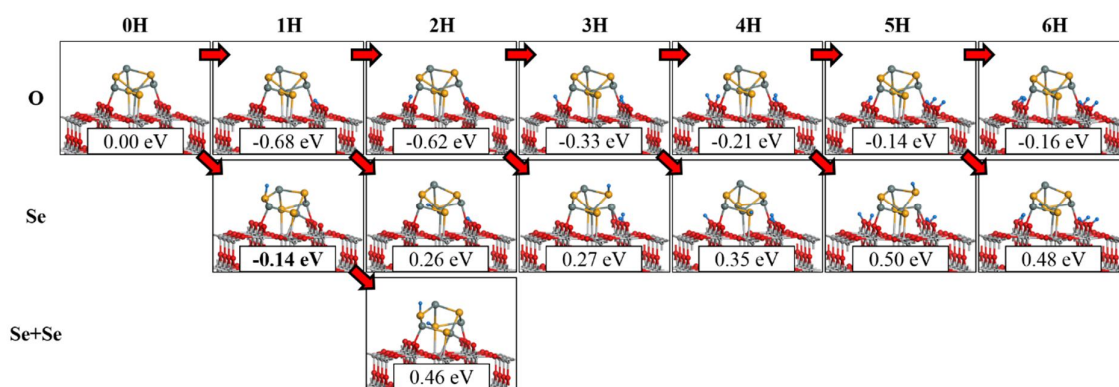 0H 1H 2H 3H 4H 5H 6H
O
0.00 eV -0.68 eV -0.62 eV -0.33 eV -0.21 eV -0.14 eV -0.16 eV
Se
-0.14 eV 0.26 eV 0.27 eV 0.35 eV 0.50 eV 0.48 eV
Se+Se
0.46 eV